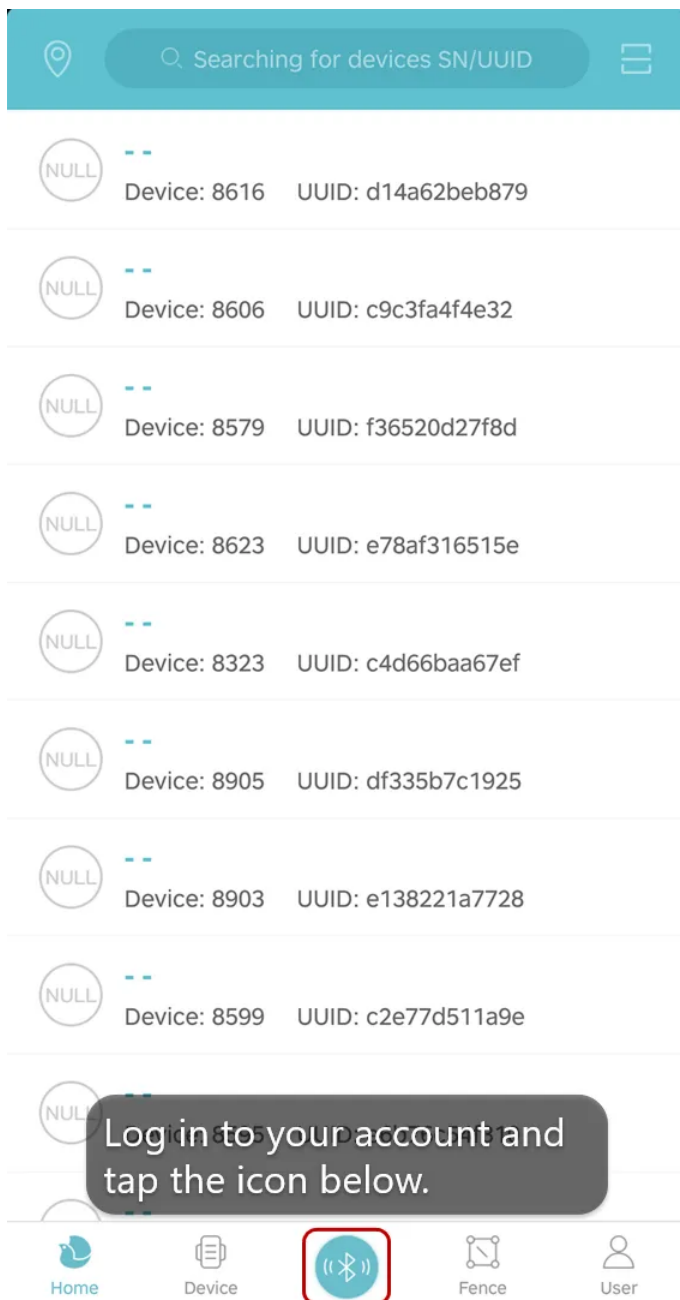 Searching for devices SN/UUID
NULL
- -
Device: 8616 UUID: d14a62beb879
NULL
- -
Device: 8606 UUID: c9c3fa4f4e32
NULL
- -
Device: 8579 UUID: f36520d27f8d
NULL
- -
Device: 8623 UUID: e78af316515e
NULL
- -
Device: 8323 UUID: c4d66baa67ef
NULL
- -
Device: 8905 UUID: df335b7c1925
NULL
- -
Device: 8903 UUID: e138221a7728
NULL
- -
Device: 8599 UUID: c2e77d511a9e
NULL
- -
Log in to your account and
tap the icon below.
- -
Home Device Fence User